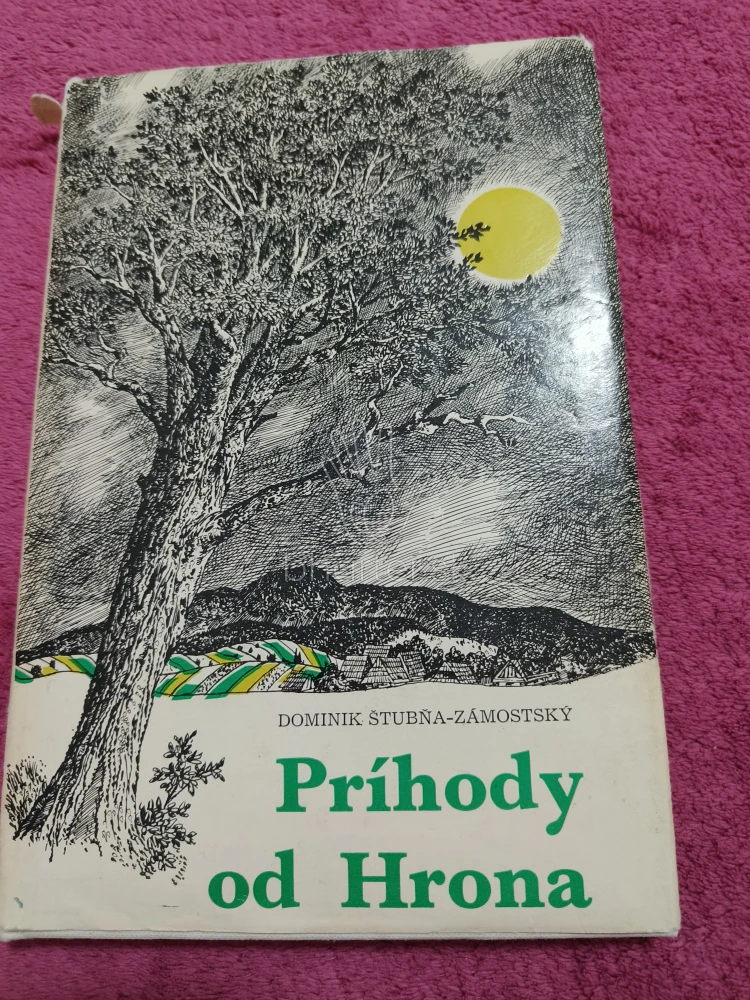 DOMINIK ŠTUBŇA-ZÁMOSTSKÝ
Príhody
od Hrona